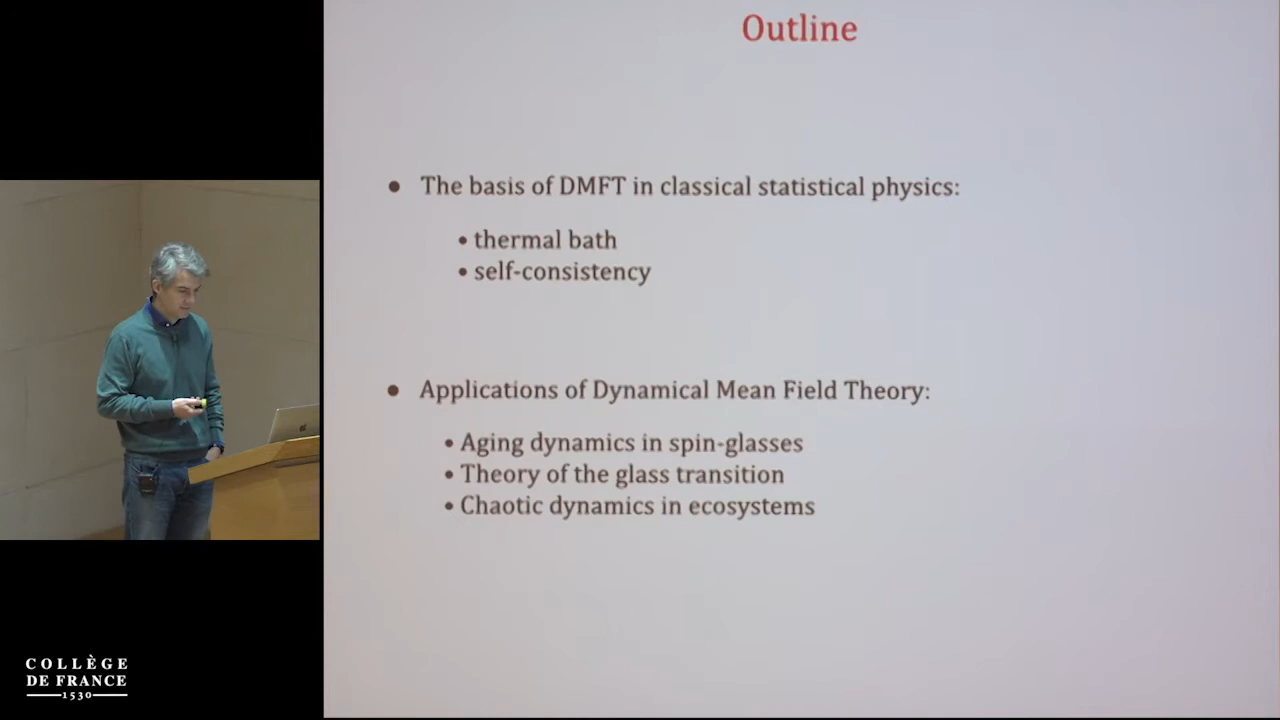 Outline
• The basis of DMFT in classical statistical physics:
• thermal bath
• self-consistency
• Applications of Dynamical Mean Field Theory:
• Aging dynamics in spin-glasses
• Theory of the glass transition
• Chaotic dynamics in ecosystems
COLLÈGE
DE FRANCE
1530